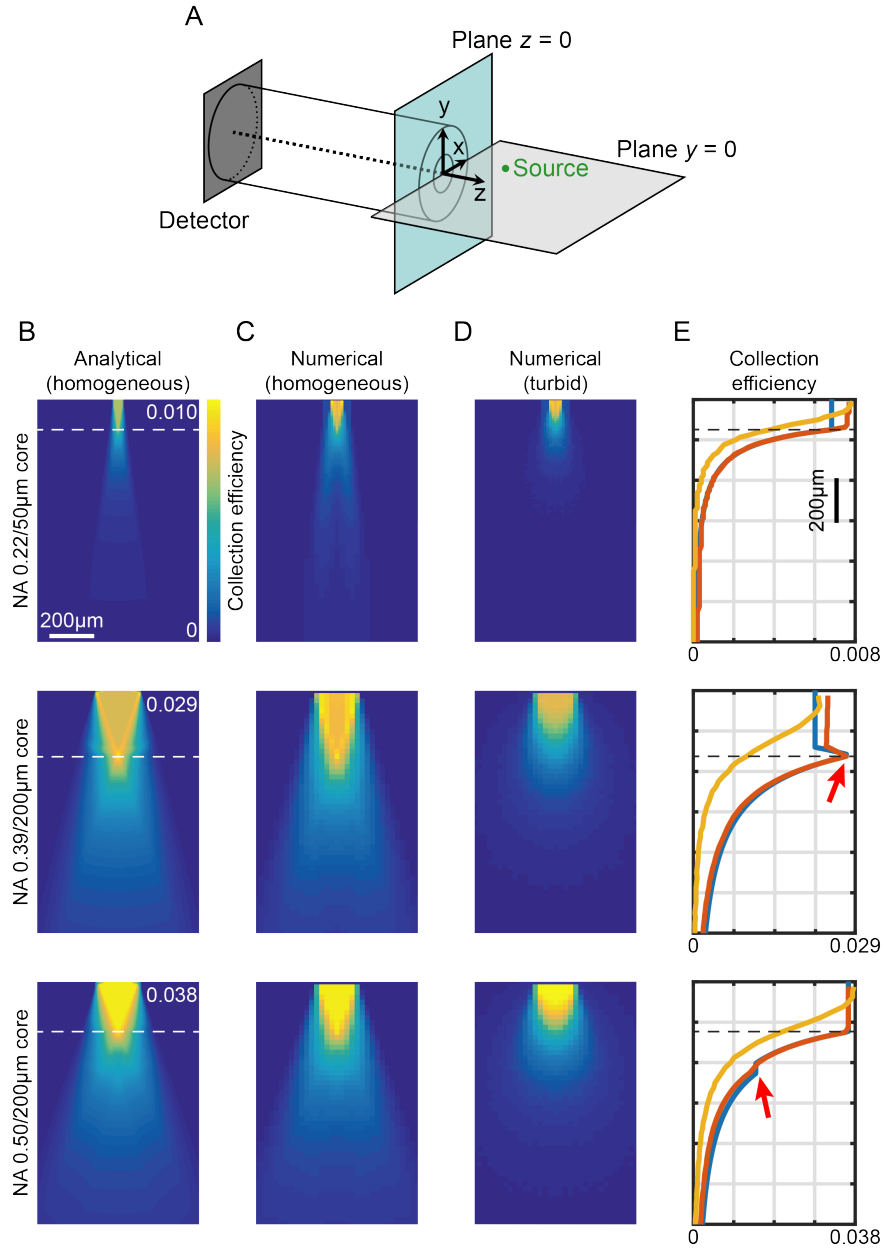 A
Plane z = 0
y
x
z
Plane y = 0
Source
Detector
B
C
D
E
Analytical
(homogeneous)
Numerical
(homogeneous)
Numerical
(turbid)
Collection
efficiency
NA 0.22/50µm core
0.010
200µm
0
Collection efficiency
200µm
0
0.008
NA 0.39/200µm core
0.029
0
0.029
NA 0.50/200µm core
0.038
0
0.038